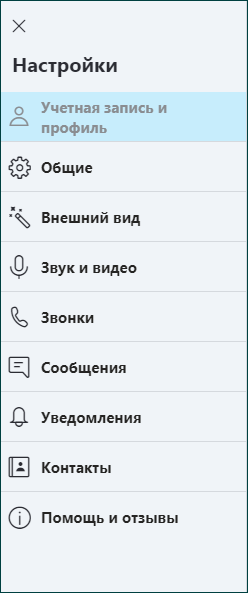 Настройки
Учетная запись и
профиль
Общие
Внешний вид
Звук и видео
Звонки
Сообщения
Уведомления
Контакты
Помощь и отзывы